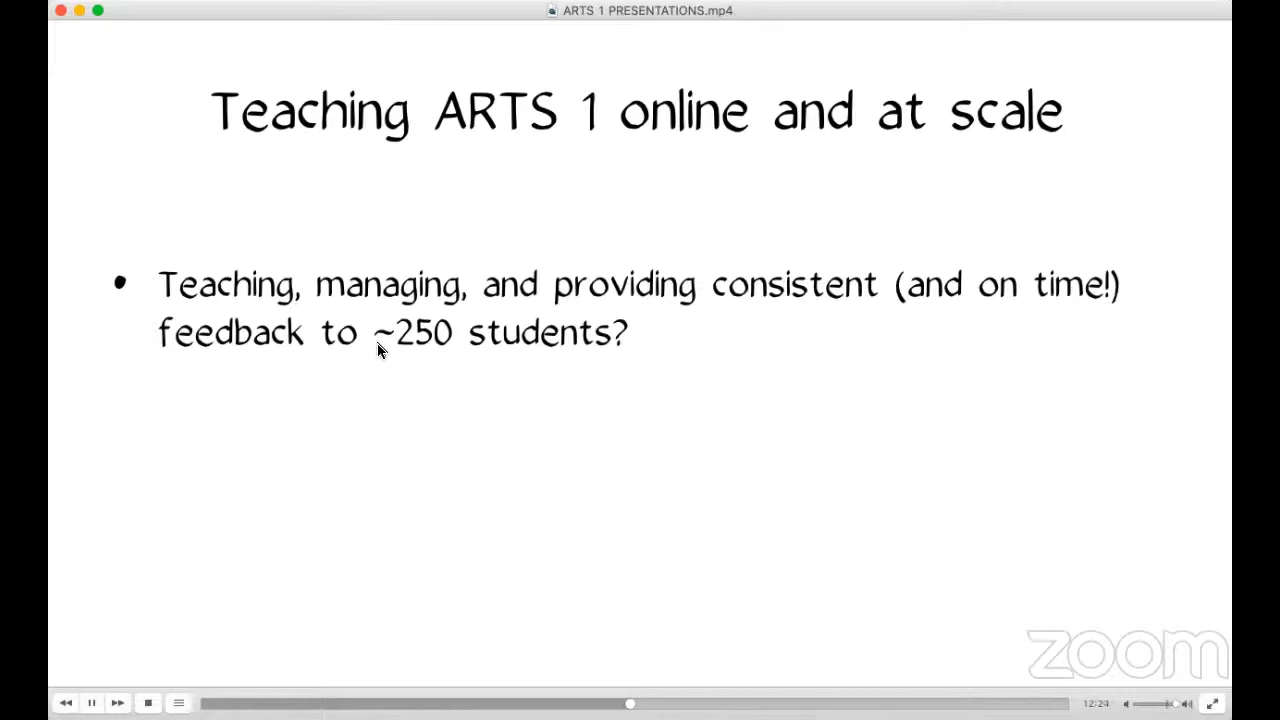 ARTS 1 PRESENTATIONS.mp4
Teaching ARTS 1 online and at scale
• Teaching, managing, and providing consistent (and on time!)
feedback to ~250 students?
zoom
12:24